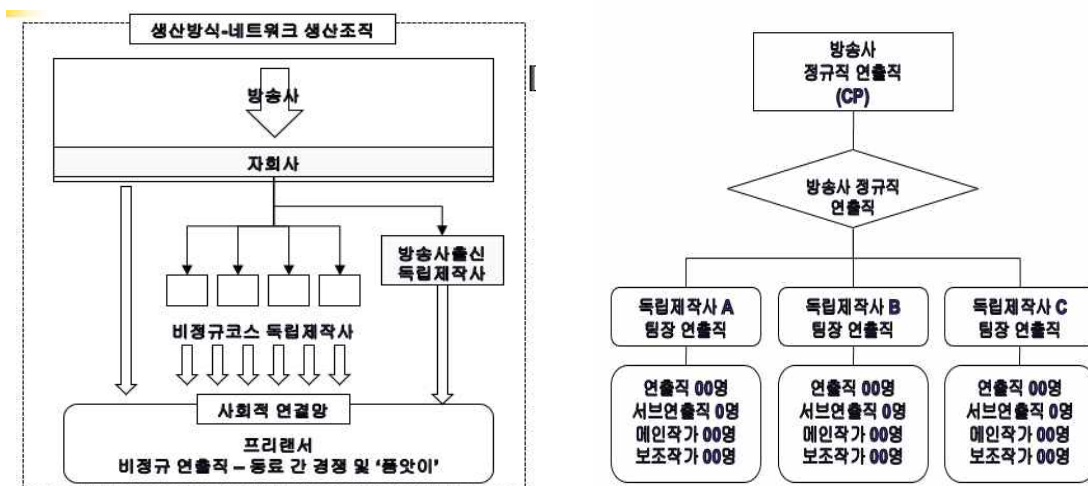 생산방식-네트워크 생산조직
방송사
자회사
방송사출신
독립제작사
비정규코스 독립제작사
사회적 연결망
프리랜서
비정규 연출직 – 동료 간 경쟁 및 ‘품앗이’
방송사
정규직 연출직
(CP)
방송사 정규직
연출직
독립제작사 A
팀장 연출직
독립제작사 B
팀장 연출직
독립제작사 C
팀장 연출직
연출직 00명
서브연출직 0명
메인작가 00명
보조작가 00명
연출직 00명
서브연출직 0명
메인작가 00명
보조작가 00명
연출직 00명
서브연출직 0명
메인작가 00명
보조작가 00명